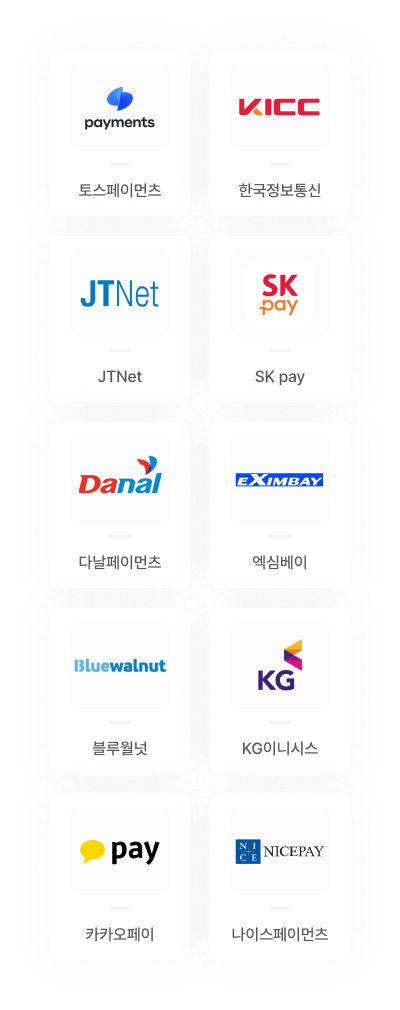 payments
KICC
토스페이먼츠
한국정보통신
JTNet
SK
pay
JTNet
SK pay
Danal
EXIMBAY
다날페이먼츠
엑심베이
Bluewalnut
KG
블루월넛
KG이니시스
pay
NICE
NICEPAY
카카오페이
나이스페이먼츠